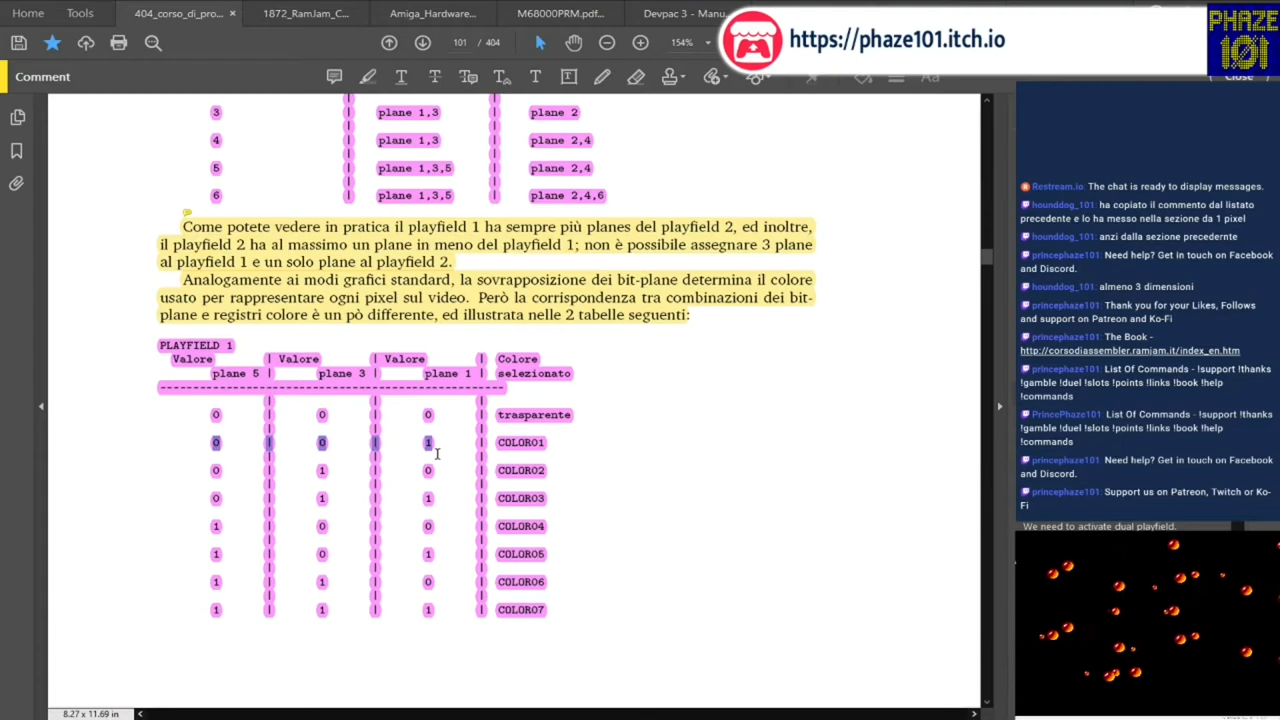 Home
Tools
404_corso_di_pro... ×
1872_RamJam_C...
Amiga_Hardware...
M68000PRM.pdf...
Devpac 3 - Manu...
https://phaze101.itch.io
PHAZE
101
101 / 404
154%
Comment
Close
3 | plane 1,3 | plane 2
4 | plane 1,3 | plane 2,4
5 | plane 1,3,5 | plane 2,4
6 | plane 1,3,5 | plane 2,4,6
Come potete vedere in pratica il playfield 1 ha sempre più planes del playfield 2, ed inoltre,
il playfield 2 ha al massimo un plane in meno del playfield 1; non è possibile assegnare 3 plane
al playfield 1 e un solo plane al playfield 2.
Analogamente ai modi grafici standard, la sovrapposizione dei bit-plane determina il colore
usato per rappresentare ogni pixel sul video. Però la corrispondenza tra combinazioni dei bit-
plane e registri colore è un pò differente, ed illustrata nelle 2 tabelle seguenti:
PLAYFIELD 1
Valore | Valore | Valore | Colore
plane 5 | plane 3 | plane 1 | selezionato
----------------------------------------------------
0 | 0 | 0 | trasparente
0 | 0 | 1 | COLOR01
0 | 1 | 0 | COLOR02
0 | 1 | 1 | COLOR03
1 | 0 | 0 | COLOR04
1 | 0 | 1 | COLOR05
1 | 1 | 0 | COLOR06
1 | 1 | 1 | COLOR07
8.27 x 11.69 in
Restream.io: The chat is ready to display messages.
hounddog_101: ha copiato il commento dal listato
precedente e lo ha messo nella sezione da 1 pixel
hounddog_101: anzi dalla sezione precedernte
princephaze101: Need help? Get in touch on Facebook
and Discord.
hounddog_101: almeno 3 dimensioni
princephaze101: Thank you for your Likes, Follows
and support on Patreon and Ko-Fi
princephaze101: The Book -
http://corsodiassembler.ramjam.it/index_en.htm
princephaze101: List Of Commands - !support !thanks
!gamble !duel !slots !points !links !book !help
!commands
PrincePhaze101: List Of Commands - !support !thanks
!gamble !duel !slots !points !links !book !help
!commands
princephaze101: Need help? Get in touch on Facebook
and Discord.
princephaze101: Support us on Patreon, Twitch or Ko-
Fi
We need to activate dual playfield.